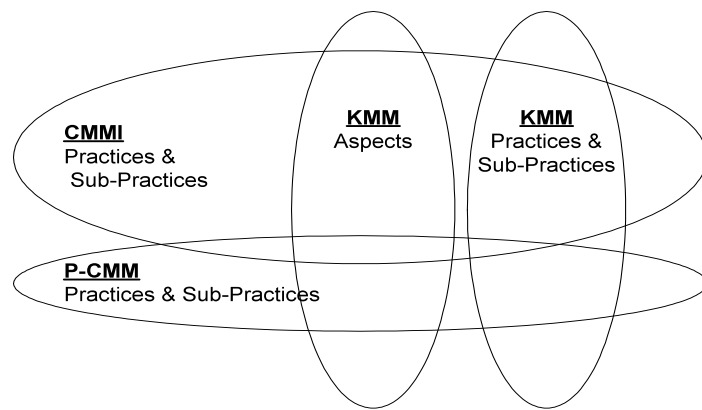 CMMI
Practices &
Sub-Practices
KMM
Aspects
KMM
Practices &
Sub-Practices
P-CMM
Practices & Sub-Practices